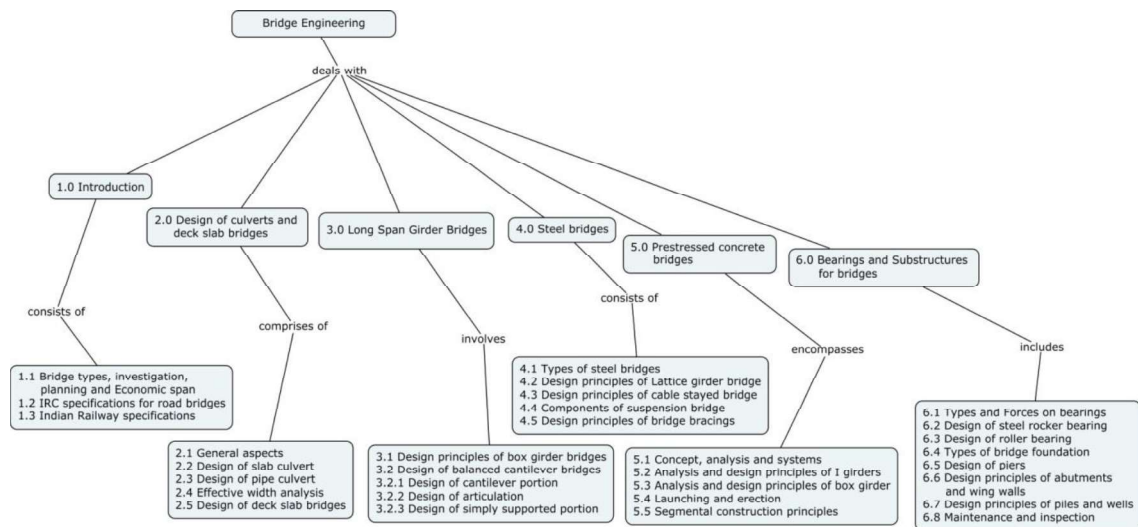 Bridge Engineering
deals with
1.0 Introduction
2.0 Design of culverts and
deck slab bridges
3.0 Long Span Girder Bridges
4.0 Steel bridges
5.0 Prestressed concrete
bridges
6.0 Bearings and Substructures
for bridges
consists of
comprises of
involves
consists of
encompasses
includes
1.1 Bridge types, investigation,
planning and Economic span
1.2 IRC specifications for road bridges
1.3 Indian Railway specifications
2.1 General aspects
2.2 Design of slab culvert
2.3 Design of pipe culvert
2.4 Effective width analysis
2.5 Design of deck slab bridges
3.1 Design principles of box girder bridges
3.2 Design of balanced cantilever bridges
3.2.1 Design of cantilever portion
3.2.2 Design of articulation
3.2.3 Design of simply supported portion
4.1 Types of steel bridges
4.2 Design principles of Lattice girder bridge
4.3 Design principles of cable stayed bridge
4.4 Components of suspension bridge
4.5 Design principles of bridge bracings
5.1 Concept, analysis and systems
5.2 Analysis and design principles of I girders
5.3 Analysis and design principles of box girder
5.4 Launching and erection
5.5 Segmental construction principles
6.1 Types and Forces on bearings
6.2 Design of steel rocker bearing
6.3 Design of roller bearing
6.4 Types of bridge foundation
6.5 Design of piers
6.6 Design principles of abutments
and wing walls
6.7 Design principles of piles and wells
6.8 Maintenance and inspection